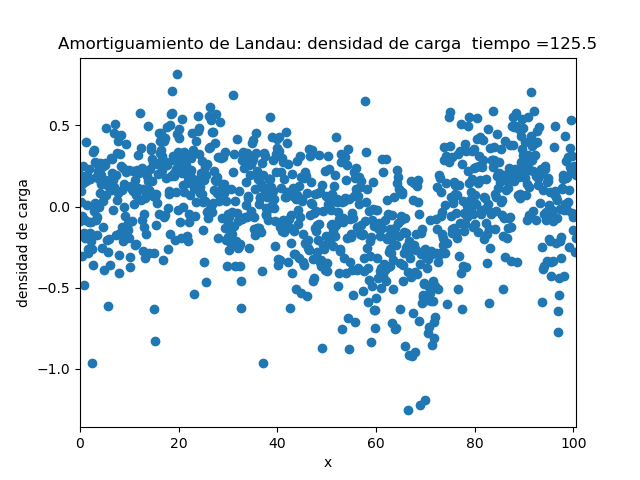 Amortiguamiento de Landau: densidad de carga  tiempo =125.5
0.5
0.0
−0.5
−1.0
densidad de carga
0 20 40 60 80 100
x